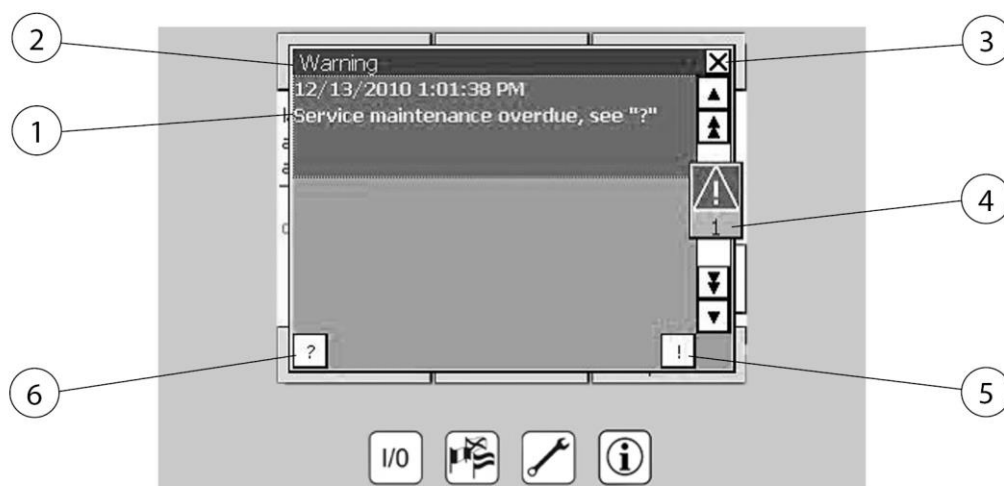 2
3
Warning
12/13/2010 1:01:38 PM
1
Service maintenance overdue, see "?"
4
1
?
!
6
5
I/0